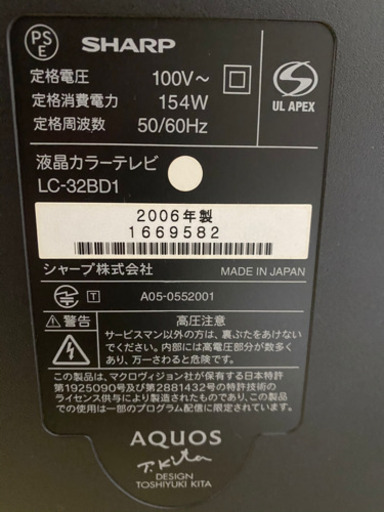 PS
E
SHARP
定格電圧 100V～
定格消費電力 154W
定格周波数 50/60Hz
UL APEX
液晶カラーテレビ
LC-32BD1
2006年製
1669582
シャープ株式会社 MADE IN JAPAN
T A05-0552001
⚠警告 高圧注意
サービスマン以外の方は、裏ぶたをあけないで
ください。内部には高電圧部分が数多く
あり、万一さわると危険です。
この製品は、マクロヴィジョン社が保有する日本特許
第1925090号及び第2881432号の特許技術の
ライセンス供与により製造されておりますが、この製品
での使用は一部のプログラム配信に限定されています。
AQUOS
T. Kita
DESIGN
TOSHIYUKI KITA